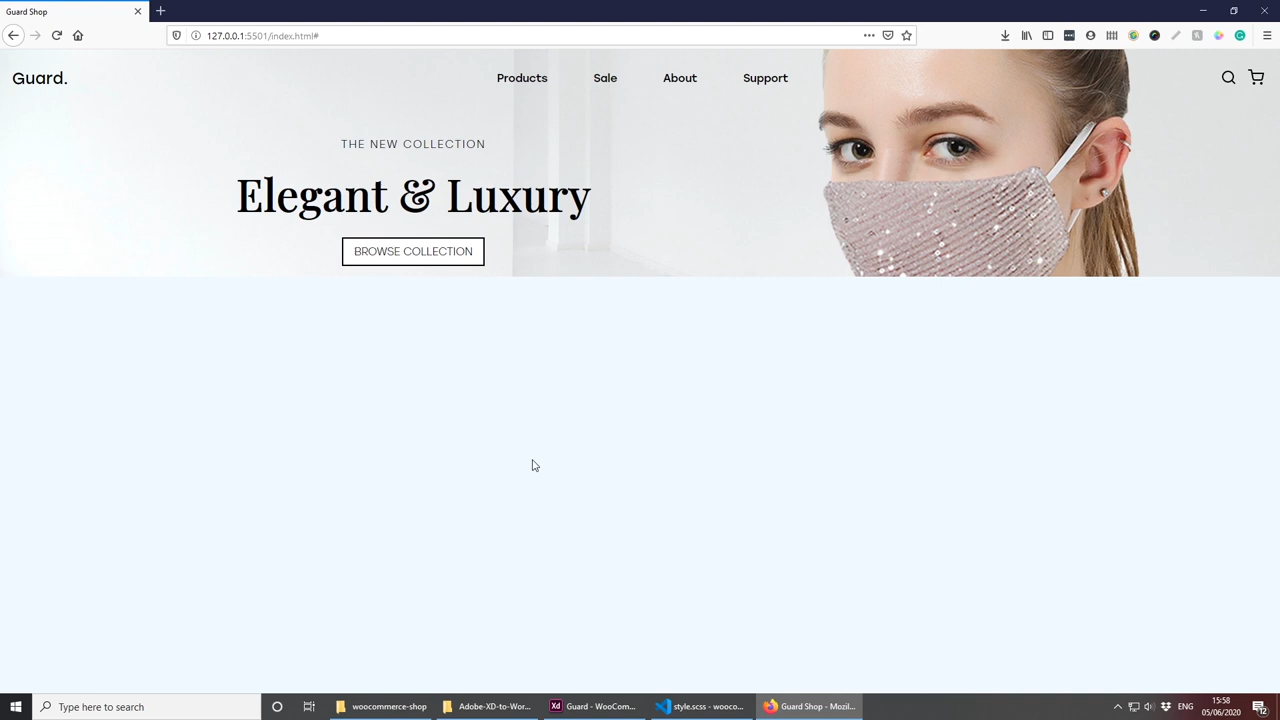 Guard Shop
127.0.0.1:5501/index.html#
Guard.
Products
Sale
About
Support
THE NEW COLLECTION
Elegant & Luxury
BROWSE COLLECTION
Type here to search
woocommerce-shop
Adobe-XD-to-Wor...
Xd
Guard - WooCom...
style.scss - wooco...
Guard Shop - Mozil...
ENG
15:58
05/06/2020
12